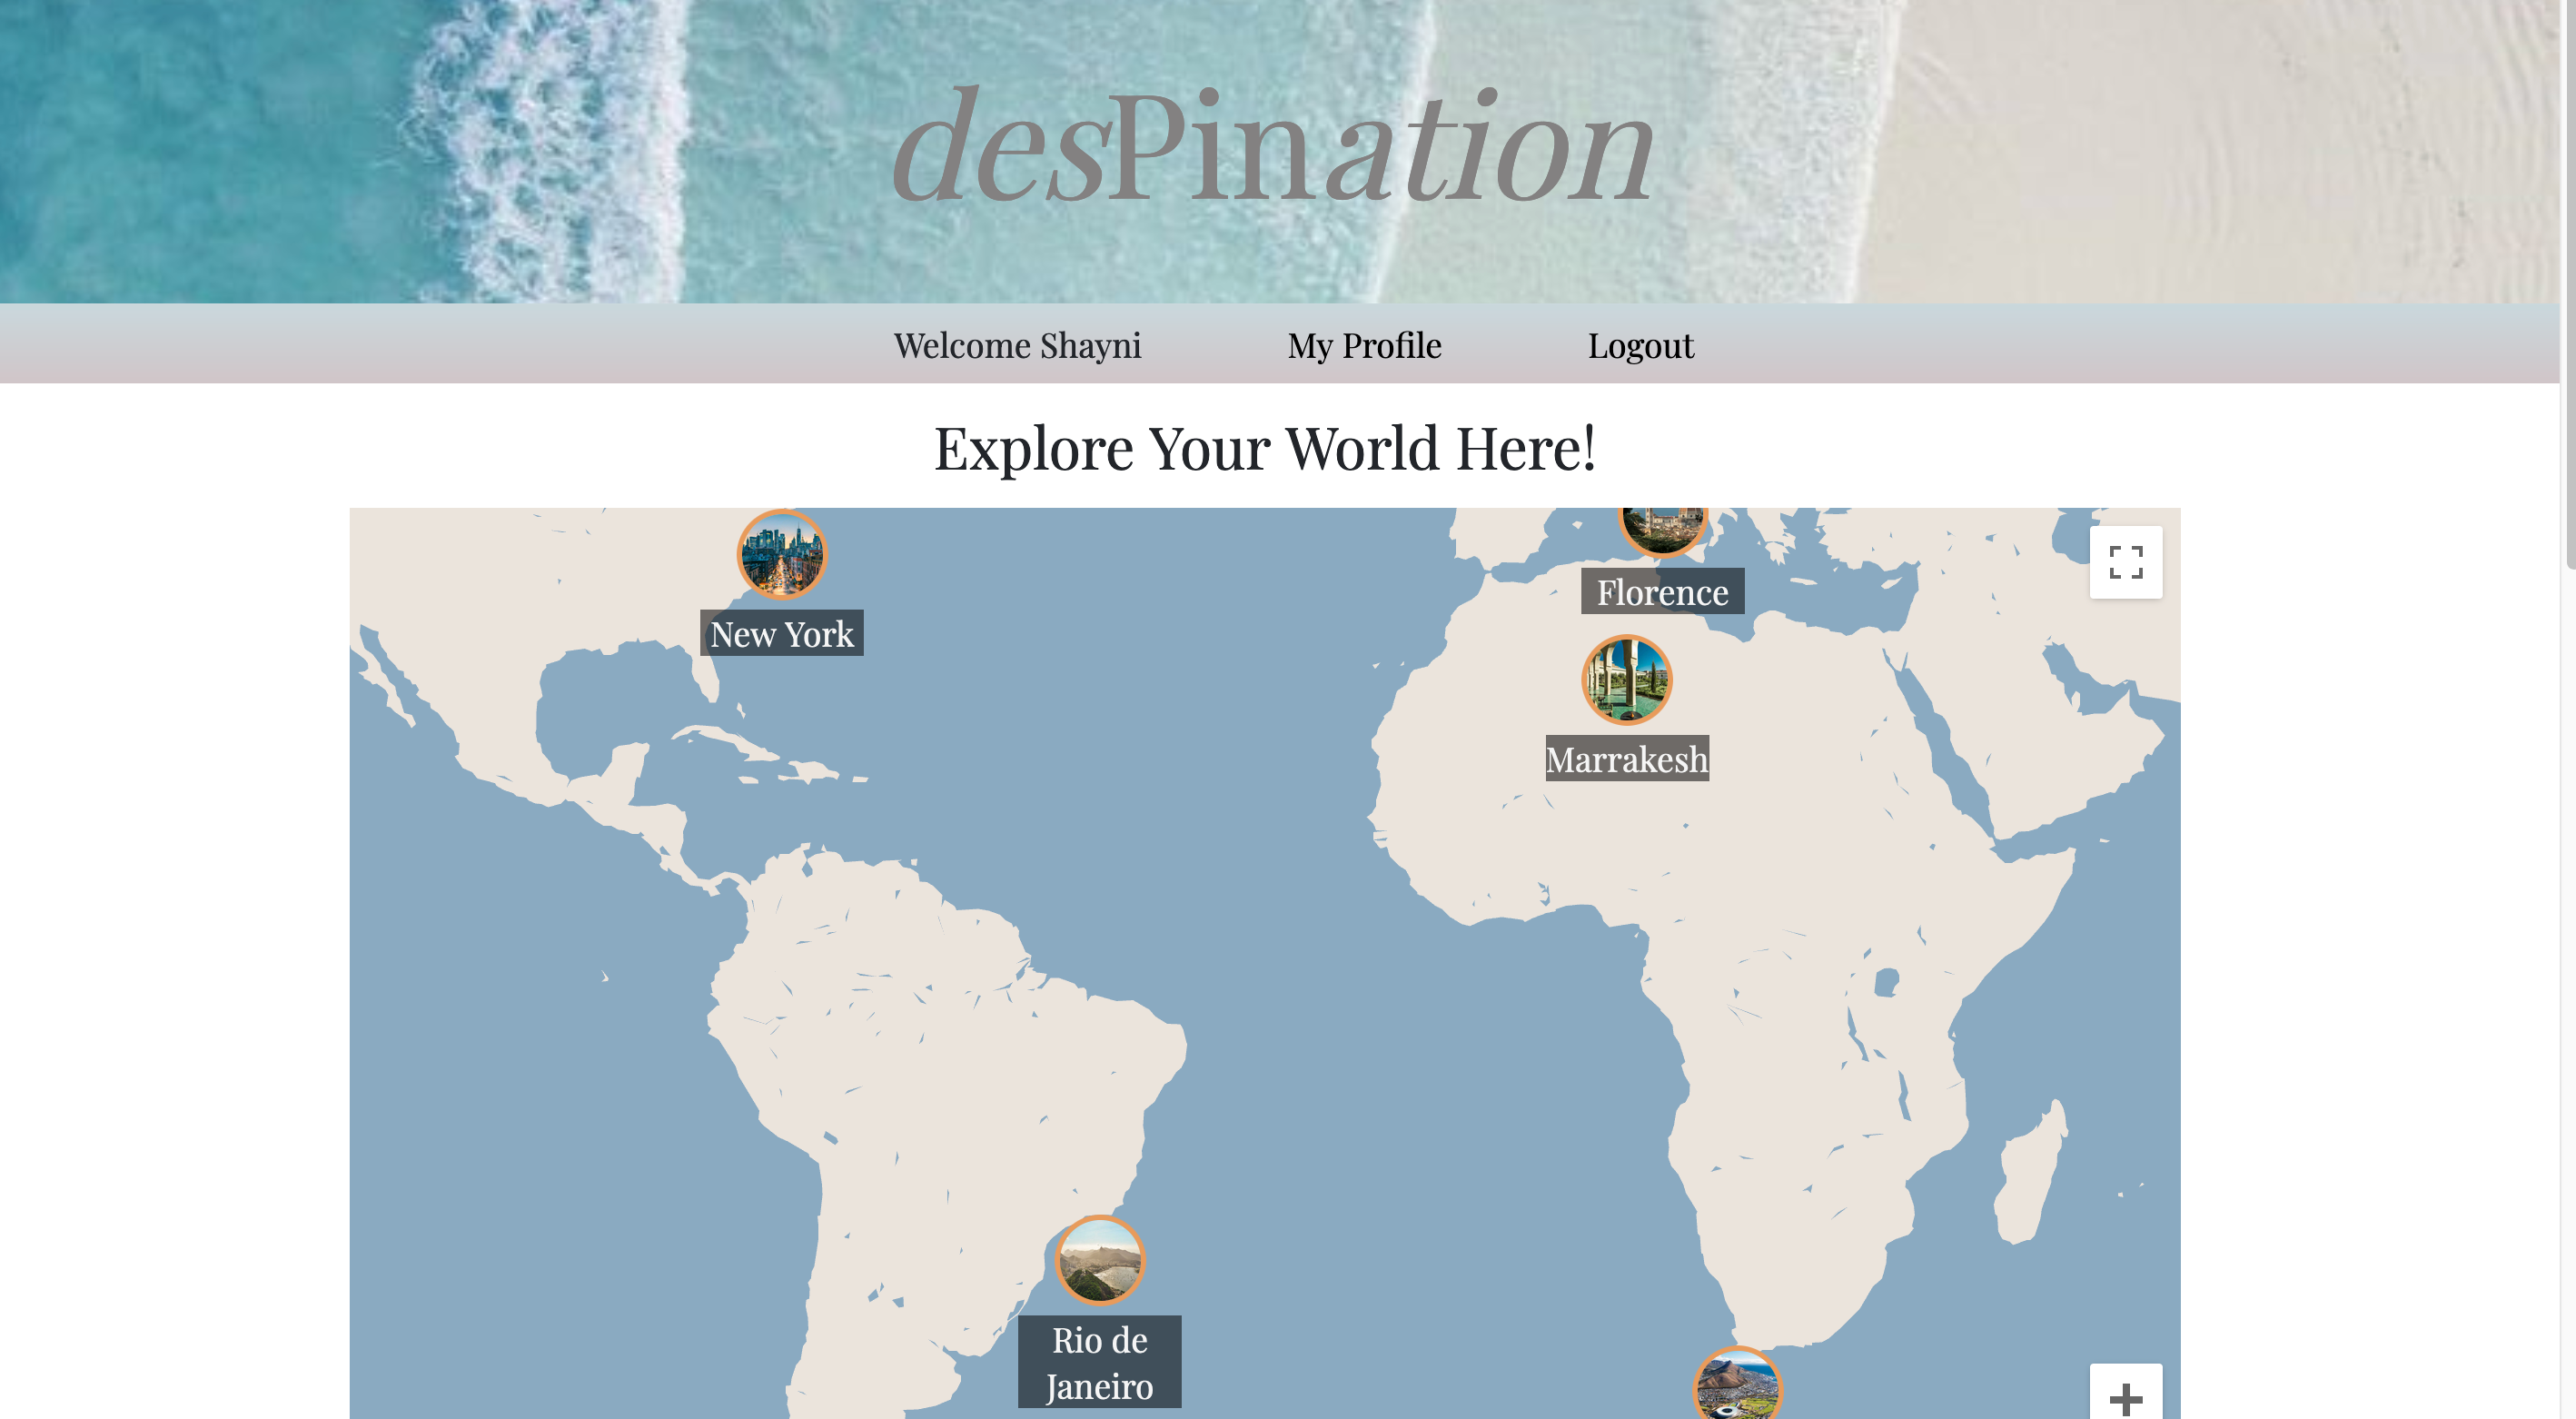 desPination
Welcome Shayni
My Profile
Logout
Explore Your World Here!
New York
Florence
Marrakesh
Rio de
Janeiro